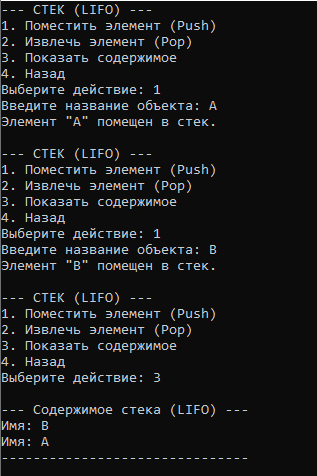 --- СТЕК (LIFO) ---
1. Поместить элемент (Push)
2. Извлечь элемент (Pop)
3. Показать содержимое
4. Назад
Выберите действие: 1
Введите название объекта: A
Элемент "A" помещен в стек.

--- СТЕК (LIFO) ---
1. Поместить элемент (Push)
2. Извлечь элемент (Pop)
3. Показать содержимое
4. Назад
Выберите действие: 1
Введите название объекта: B
Элемент "B" помещен в стек.

--- СТЕК (LIFO) ---
1. Поместить элемент (Push)
2. Извлечь элемент (Pop)
3. Показать содержимое
4. Назад
Выберите действие: 3

--- Содержимое стека (LIFO) ---
Имя: B
Имя: A
-------------------------------